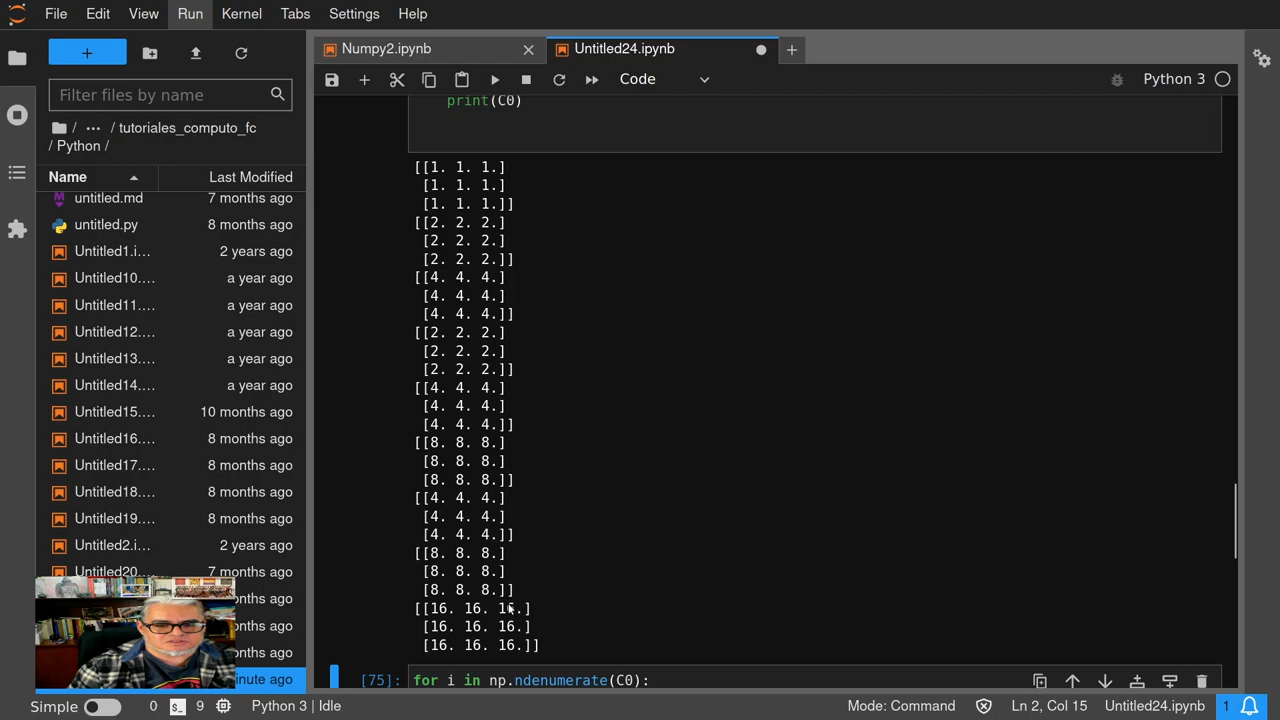 File Edit View Run Kernel Tabs Settings Help
Numpy2.ipynb
Untitled24.ipynb
Code
Python 3
Filter files by name
/ ··· / tutoriales_computo_fc
/ Python /
Name Last Modified
untitled.md 7 months ago
untitled.py 8 months ago
Untitled1.i... 2 years ago
Untitled10.... a year ago
Untitled11.... a year ago
Untitled12.... a year ago
Untitled13.... a year ago
Untitled14.... a year ago
Untitled15.... 10 months ago
Untitled16.... 8 months ago
Untitled17.... 8 months ago
Untitled18.... 8 months ago
Untitled19.... 8 months ago
Untitled2.i... 2 years ago
Untitled20.... 7 months ago
ago
ago
ago
inute ago
print(C0)
[[1. 1. 1.]
[1. 1. 1.]
[1. 1. 1.]]
[[2. 2. 2.]
[2. 2. 2.]
[2. 2. 2.]]
[[4. 4. 4.]
[4. 4. 4.]
[4. 4. 4.]]
[[2. 2. 2.]
[2. 2. 2.]
[2. 2. 2.]]
[[4. 4. 4.]
[4. 4. 4.]
[4. 4. 4.]]
[[8. 8. 8.]
[8. 8. 8.]
[8. 8. 8.]]
[[4. 4. 4.]
[4. 4. 4.]
[4. 4. 4.]]
[[8. 8. 8.]
[8. 8. 8.]
[8. 8. 8.]]
[[16. 16. 16.]
[16. 16. 16.]
[16. 16. 16.]]
[75]: for i in np.ndenumerate(C0):
Simple 0 $_ 9 Python 3 | Idle Mode: Command Ln 2, Col 15 Untitled24.ipynb 1